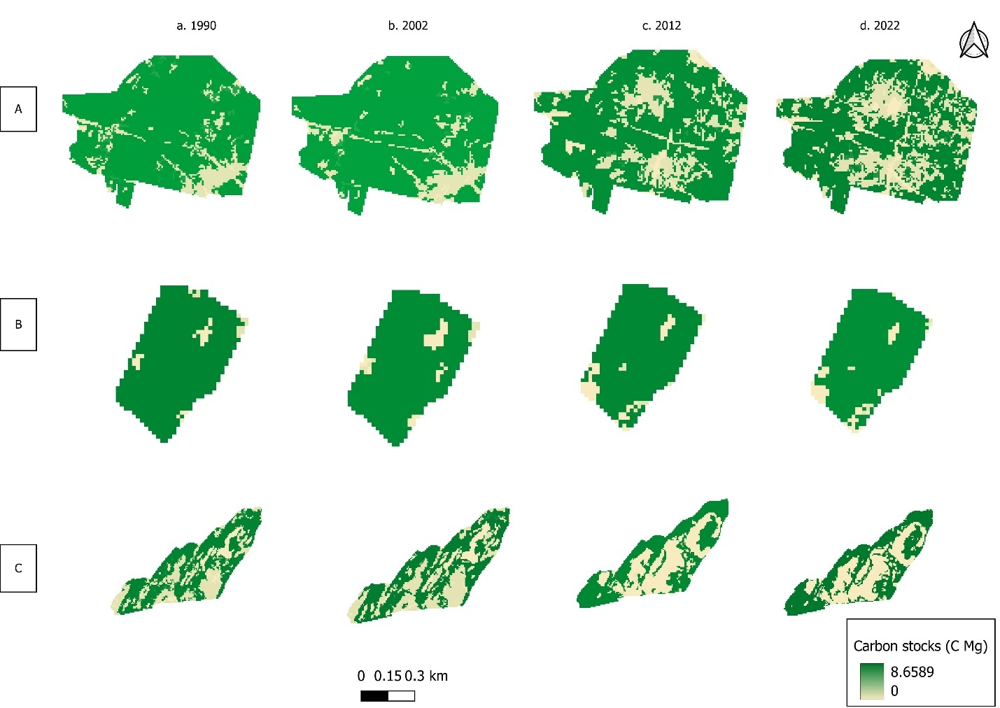 a. 1990
b. 2002
c. 2012
d. 2022
A
B
C
Carbon stocks (C Mg)
8.6589
0
0 0.15 0.3 km